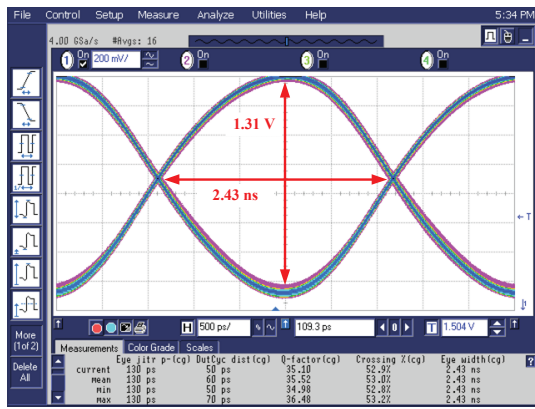 File Control Setup Measure Analyze Utilities Help 5:34 PM
4.00 GSa/s #Avgs: 16
1 On 200 mV/ 2 On 3 On 4 On
1.31 V
2.43 ns
T
H 500 ps/ 109.3 ps 0 T 1.504 V
More
(1of 2)
Delete
All
Measurements Color Grade Scales
Eye jitr p-(cg) DutCyc dist(cg) Q-factor(cg) Crossing %(cg) Eye width(cg) ?
current 130 ps 50 ps 35.10 52.9% 2.43 ns
mean 130 ps 60 ps 35.52 53.0% 2.43 ns
min 130 ps 50 ps 34.98 52.8% 2.43 ns
max 130 ps 70 ps 36.48 53.2% 2.43 ns